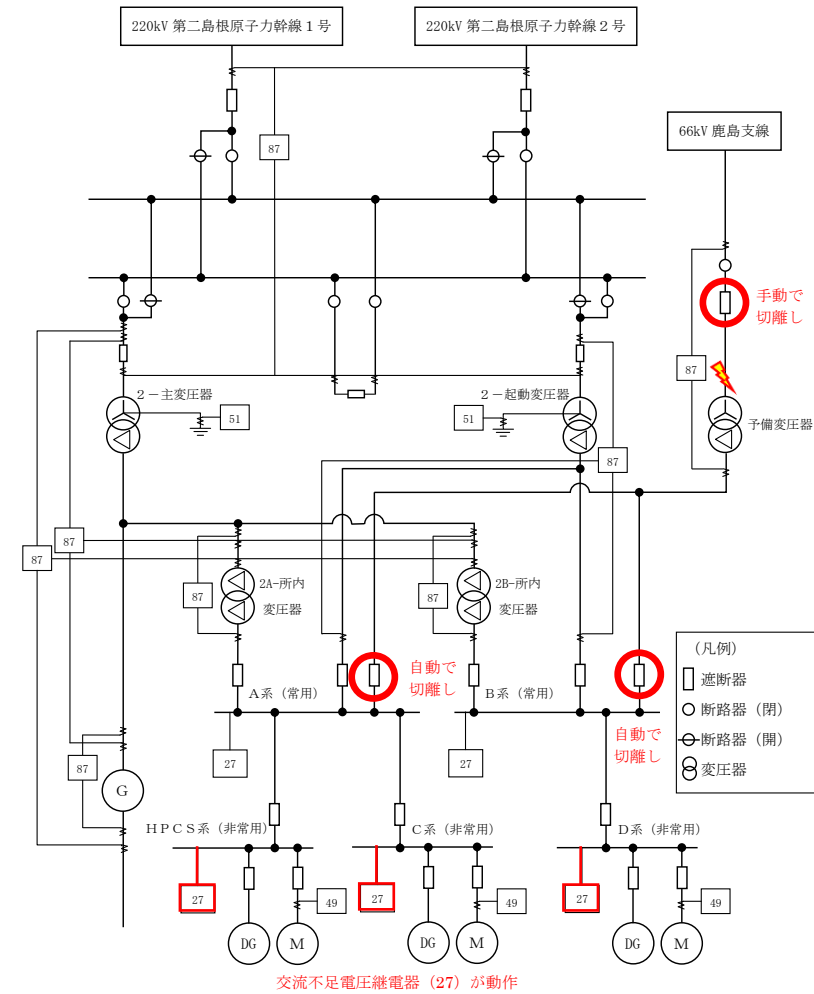 220kV 第二島根原子力幹線１号
220kV 第二島根原子力幹線２号
66kV 鹿島支線
87
手動で
切離し
87
２－主変圧器
51
２－起動変圧器
51
予備変圧器
87
87
87
87
2A-所内
変圧器
87
2B-所内
変圧器
（凡例）
遮断器
断路器（閉）
断路器（開）
変圧器
自動で
切離し
A系（常用）
B系（常用）
自動で
切離し
27
27
87
G
HPCS系（非常用）
C系（非常用）
D系（非常用）
27
49
27
49
27
49
DG
M
DG
M
DG
M
交流不足電圧継電器（27）が動作